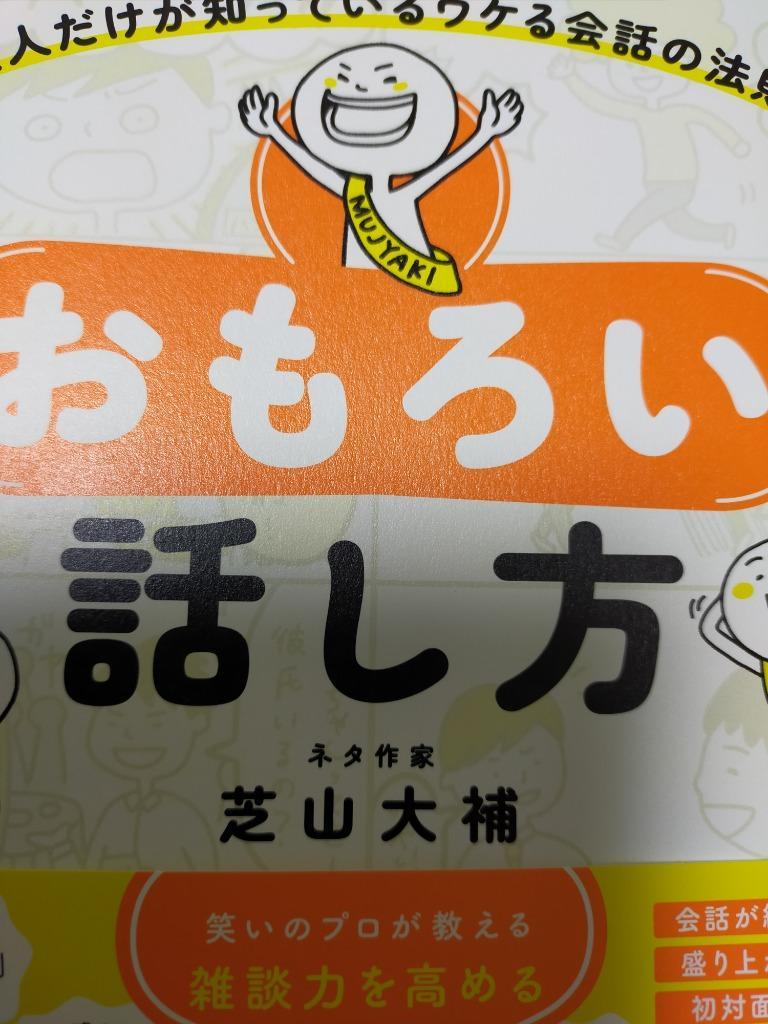 人だけが知っているウケる会話の法則
MUJYAKI
おもろい
話し方
ネタ作家
芝山大補
笑いのプロが教える
雑談力を高める
会話が
盛り上が
初対面